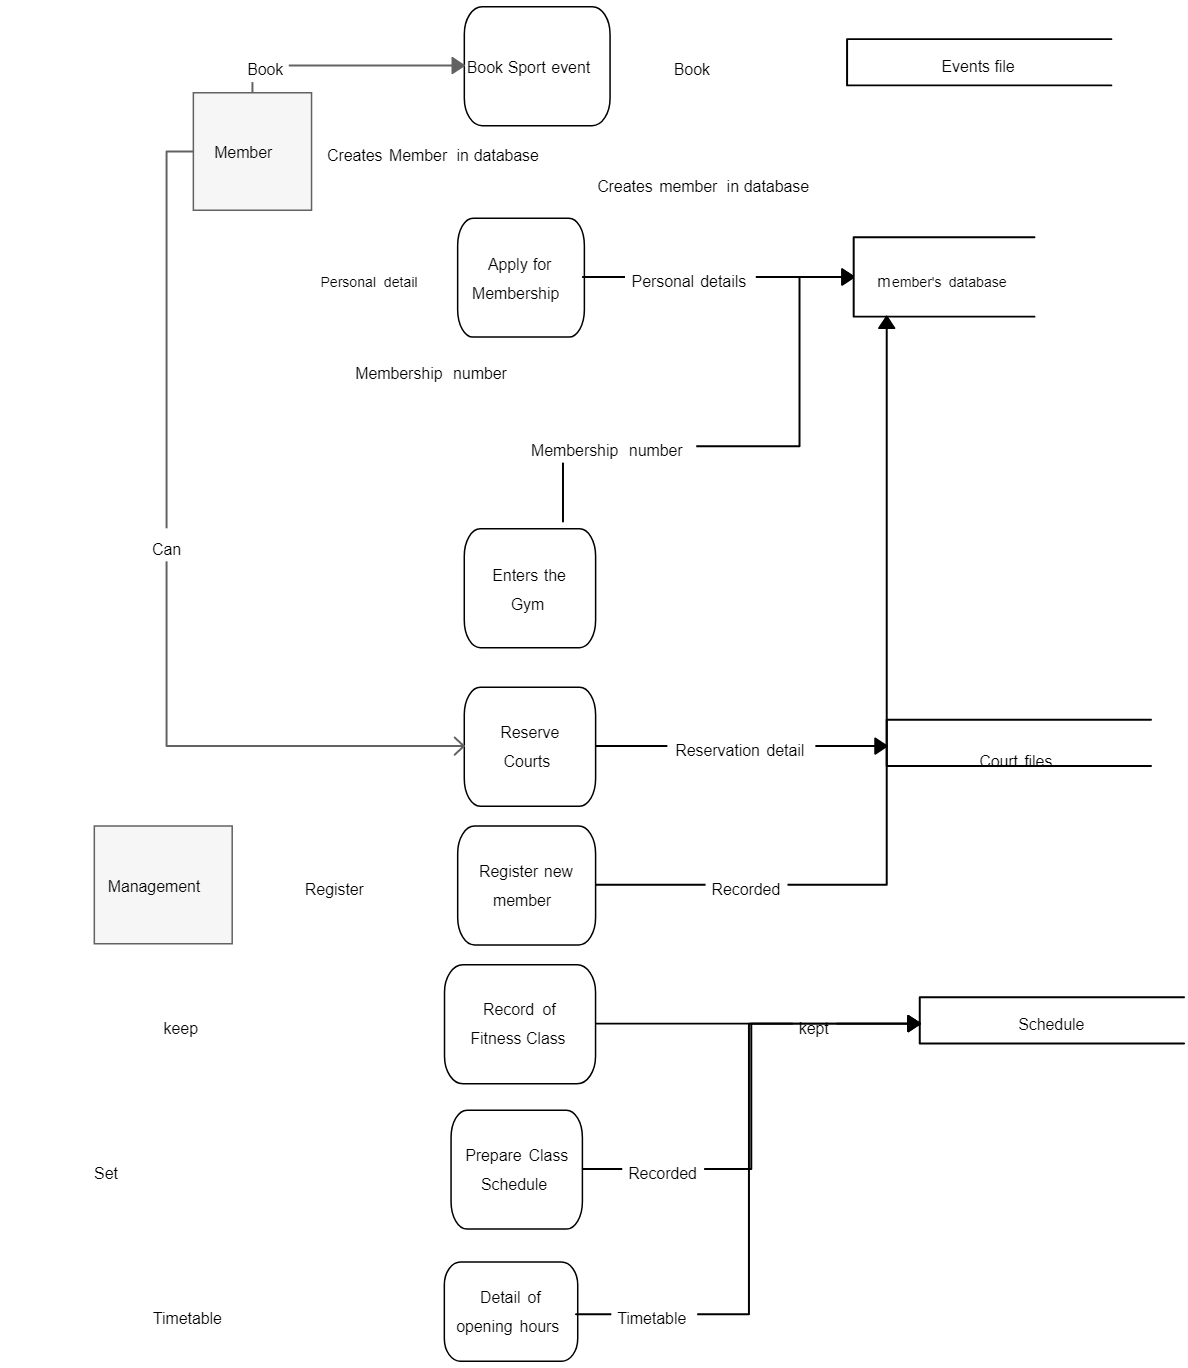 Book
Book Sport event
Book
Events file
Member
Creates Member in database
Creates member in database
Apply for
Membership
Personal detail
Personal details
member's database
Membership number
Membership number
Enters the
Gym
Can
Reserve
Courts
Reservation detail
Court files
Management
Register
Register new
member
Recorded
keep
Record of
Fitness Class
kept
Schedule
Set
Prepare Class
Schedule
Recorded
Timetable
Detail of
opening hours
Timetable